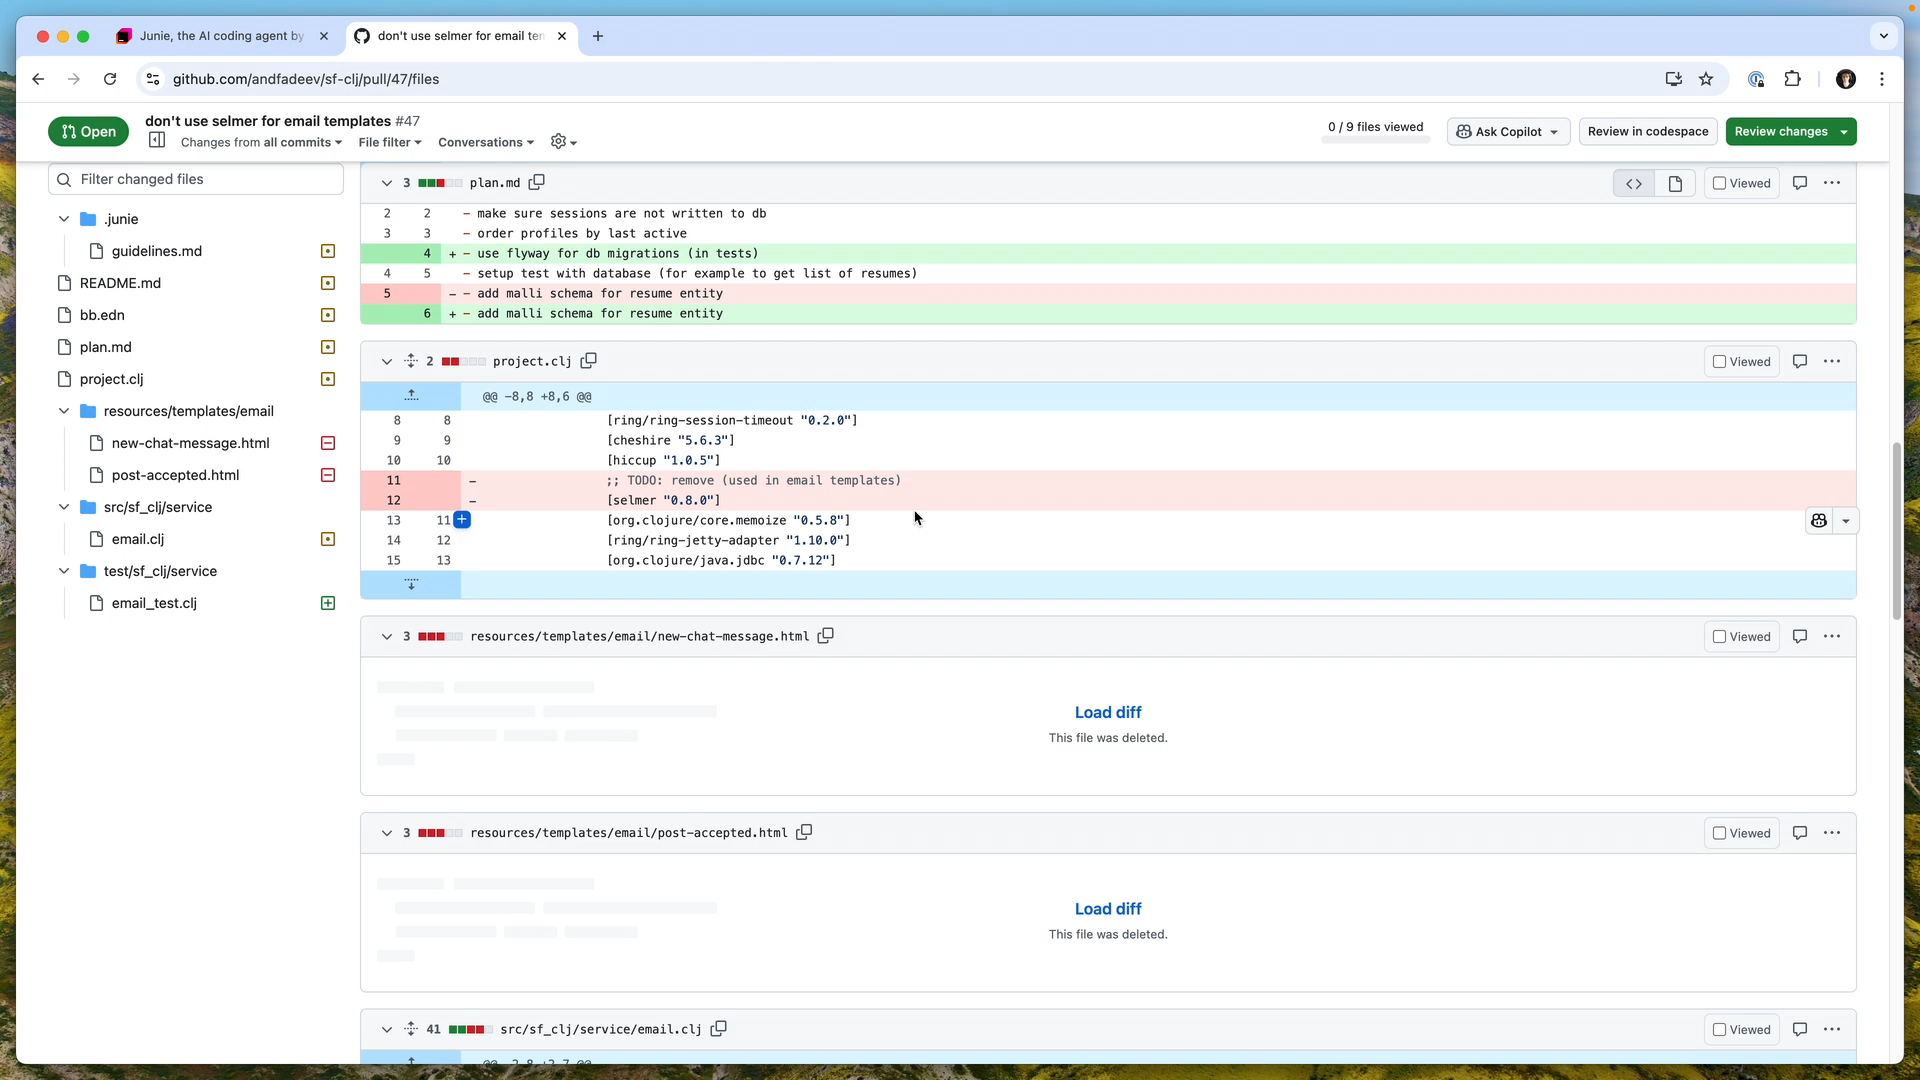 Junie, the AI coding agent by
don't use selmer for email ten
github.com/andfadeev/sf-clj/pull/47/files
Open
don't use selmer for email templates #47
Changes from all commits
File filter
Conversations
0 / 9 files viewed
Ask Copilot
Review in codespace
Review changes
Filter changed files
.junie
guidelines.md
README.md
bb.edn
plan.md
project.clj
resources/templates/email
new-chat-message.html
post-accepted.html
src/sf_clj/service
email.clj
test/sf_clj/service
email_test.clj
3 plan.md
Viewed
2 2 - make sure sessions are not written to db
3 3 - order profiles by last active
4 + - use flyway for db migrations (in tests)
4 5 - setup test with database (for example to get list of resumes)
5 - - add malli schema for resume entity
6 + - add malli schema for resume entity
2 project.clj
Viewed
@@ -8,8 +8,6 @@
8 8 [ring/ring-session-timeout "0.2.0"]
9 9 [cheshire "5.6.3"]
10 10 [hiccup "1.0.5"]
11 - ;; TODO: remove (used in email templates)
12 - [selmer "0.8.0"]
13 11 [org.clojure/core.memoize "0.5.8"]
14 12 [ring/ring-jetty-adapter "1.10.0"]
15 13 [org.clojure/java.jdbc "0.7.12"]
3 resources/templates/email/new-chat-message.html
Viewed
Load diff
This file was deleted.
3 resources/templates/email/post-accepted.html
Viewed
Load diff
This file was deleted.
41 src/sf_clj/service/email.clj
Viewed